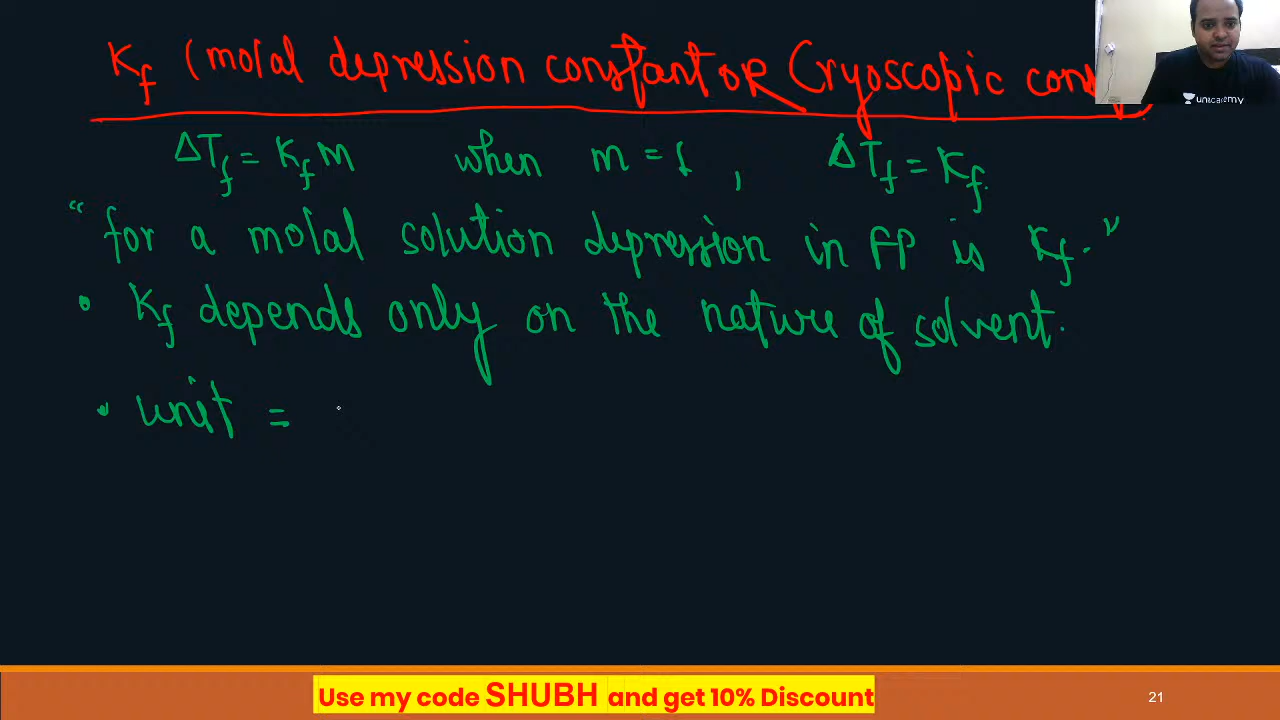 Kf (molal depression constant OR Cryoscopic cons
unacademy
ΔTf = Kf m when m = 1 , ΔTf = Kf.
“for a molal solution depression in FP is Kf.”
• Kf depends only on the nature of solvent.
• unit =
Use my code SHUBH and get 10% Discount
21